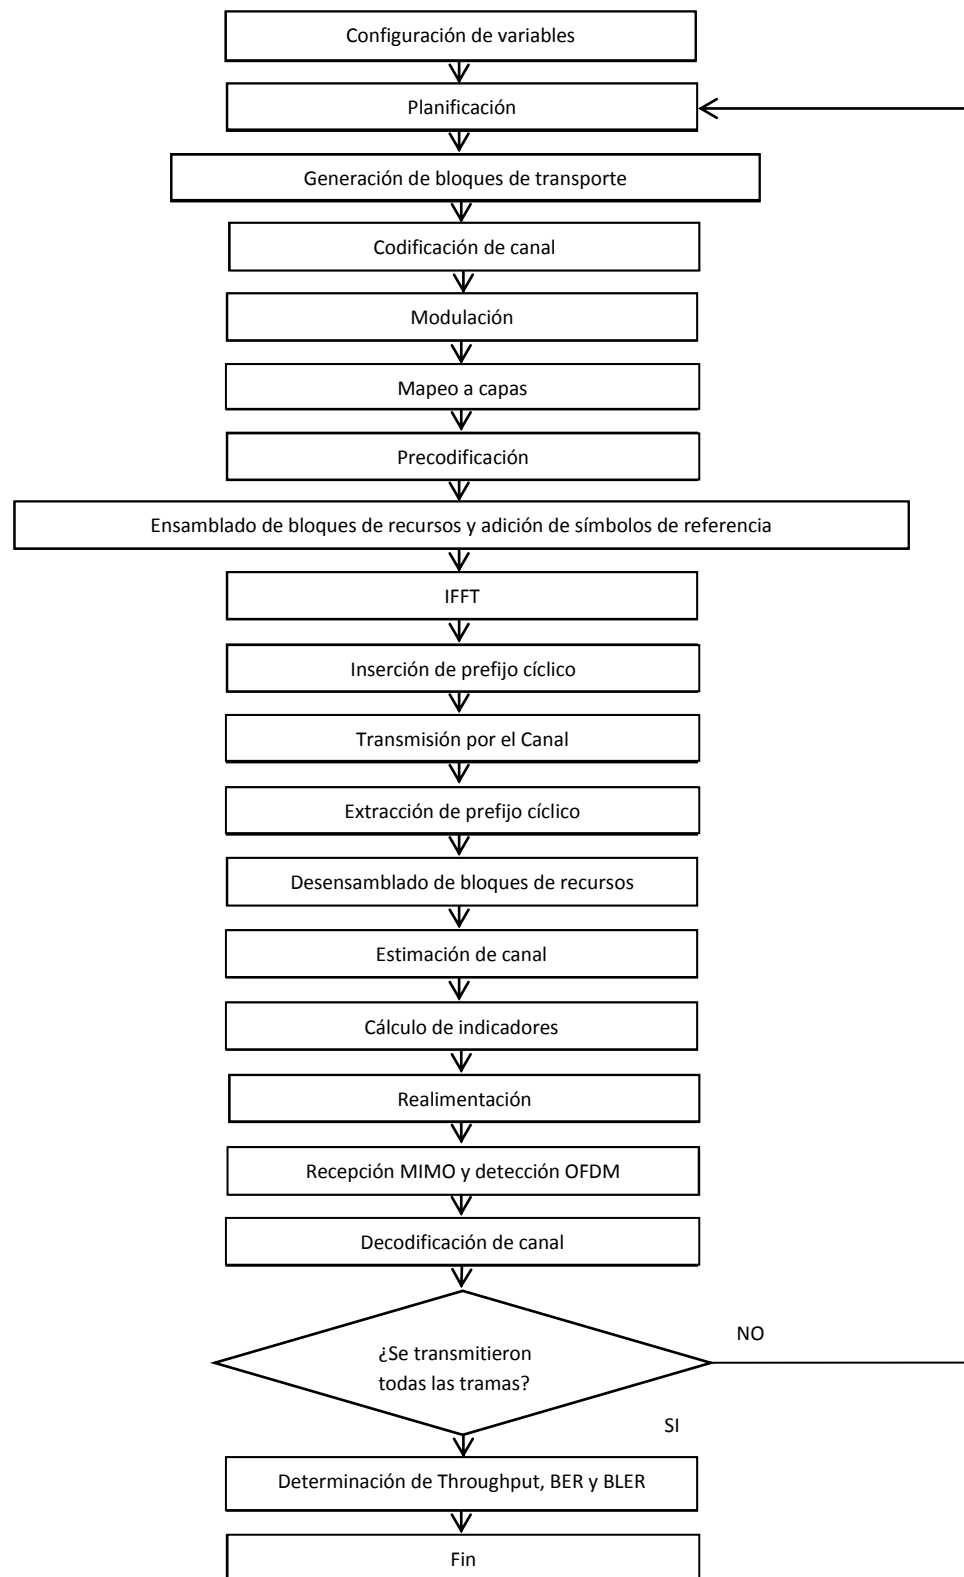 Configuración de variables
Planificación
Generación de bloques de transporte
Codificación de canal
Modulación
Mapeo a capas
Precodificación
Ensamblado de bloques de recursos y adición de símbolos de referencia
IFFT
Inserción de prefijo cíclico
Transmisión por el Canal
Extracción de prefijo cíclico
Desensamblado de bloques de recursos
Estimación de canal
Cálculo de indicadores
Realimentación
Recepción MIMO y detección OFDM
Decodificación de canal
¿Se transmitieron
todas las tramas?
NO
SI
Determinación de Throughput, BER y BLER
Fin